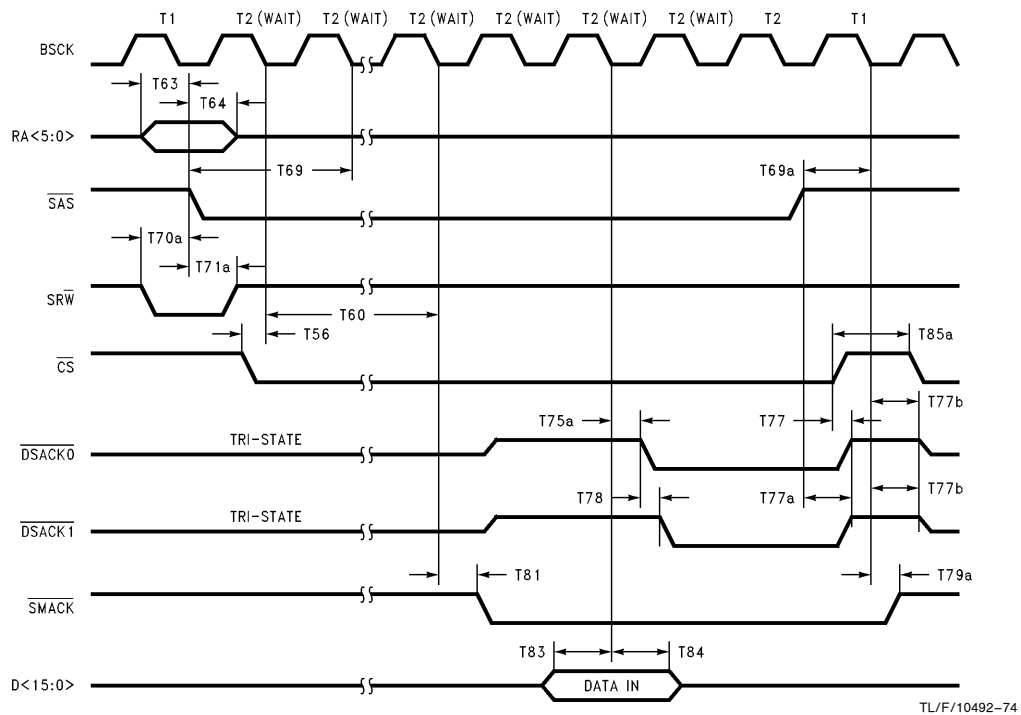 T1 T2 (WAIT) T2 (WAIT) T2 (WAIT) T2 (WAIT) T2 (WAIT) T2 (WAIT) T2 T1
BSCK
T63
T64
RA<5:0>
T69 T69a
SAS
T70a
T71a
SRW
T60
T56 T85a
CS
T77b
T75a T77
TRI-STATE
DSACK0
T78 T77a T77b
TRI-STATE
DSACK1
T81 T79a
SMACK
T83 T84
D<15:0> DATA IN
TL/F/10492-74